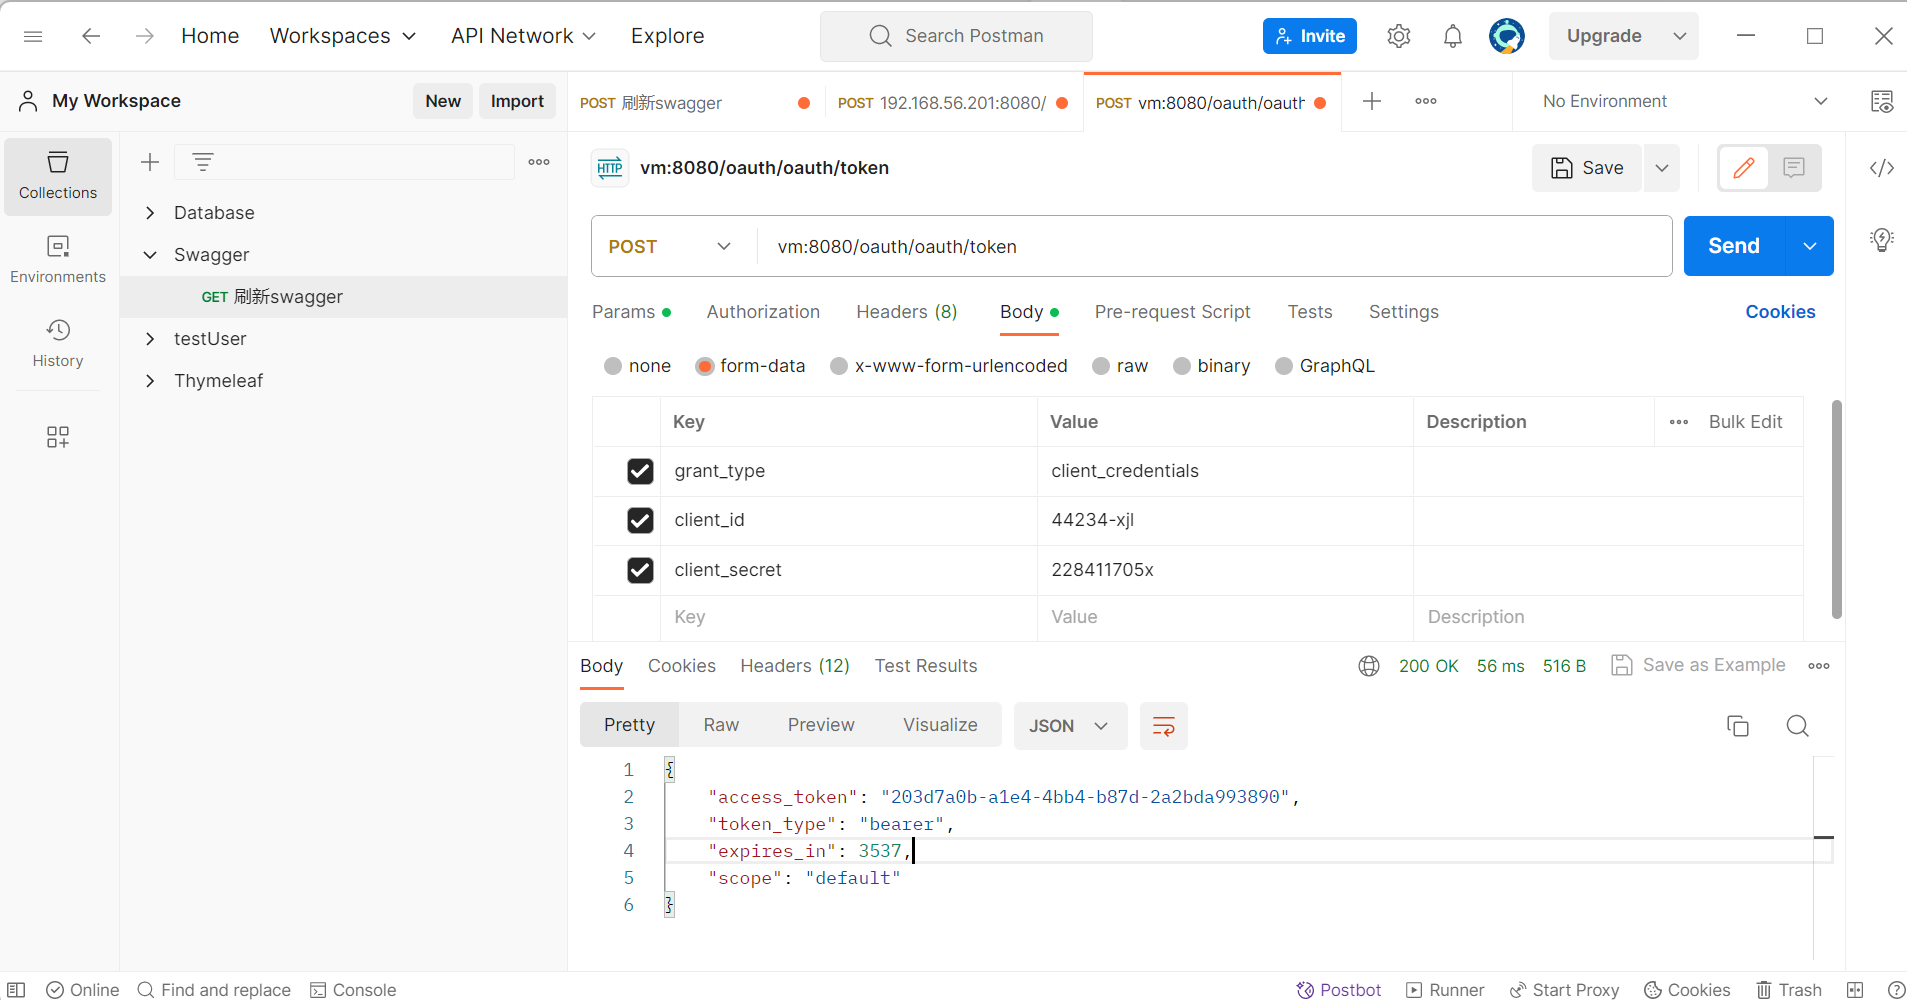 Home Workspaces API Network Explore Search Postman Invite Upgrade
My Workspace New Import
POST 刷新swagger POST 192.168.56.201:8080/ POST vm:8080/oauth/oauth No Environment
Collections
Environments
History
Database
Swagger
GET 刷新swagger
testUser
Thymeleaf
HTTP vm:8080/oauth/oauth/token Save
POST vm:8080/oauth/oauth/token Send
Params Authorization Headers (8) Body Pre-request Script Tests Settings Cookies
none form-data x-www-form-urlencoded raw binary GraphQL
Key Value Description Bulk Edit
grant_type client_credentials
client_id 44234-xjl
client_secret 228411705x
Key Value Description
Body Cookies Headers (12) Test Results 200 OK 56 ms 516 B Save as Example
Pretty Raw Preview Visualize JSON
1 {
2 "access_token": "203d7a0b-a1e4-4bb4-b87d-2a2bda993890",
3 "token_type": "bearer",
4 "expires_in": 3537,
5 "scope": "default"
6 }
Online Find and replace Console Postbot Runner Start Proxy Cookies Trash